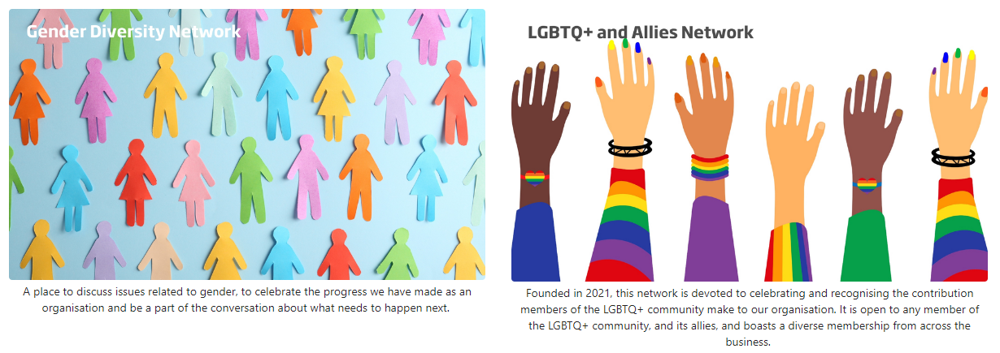 Gender Diversity Network
A place to discuss issues related to gender, to celebrate the progress we have made as an
organisation and be a part of the conversation about what needs to happen next.
LGBTQ+ and Allies Network
Founded in 2021, this network is devoted to celebrating and recognising the contribution
members of the LGBTQ+ community make to our organisation. It is open to any member of
the LGBTQ+ community, and its allies, and boasts a diverse membership from across the
business.